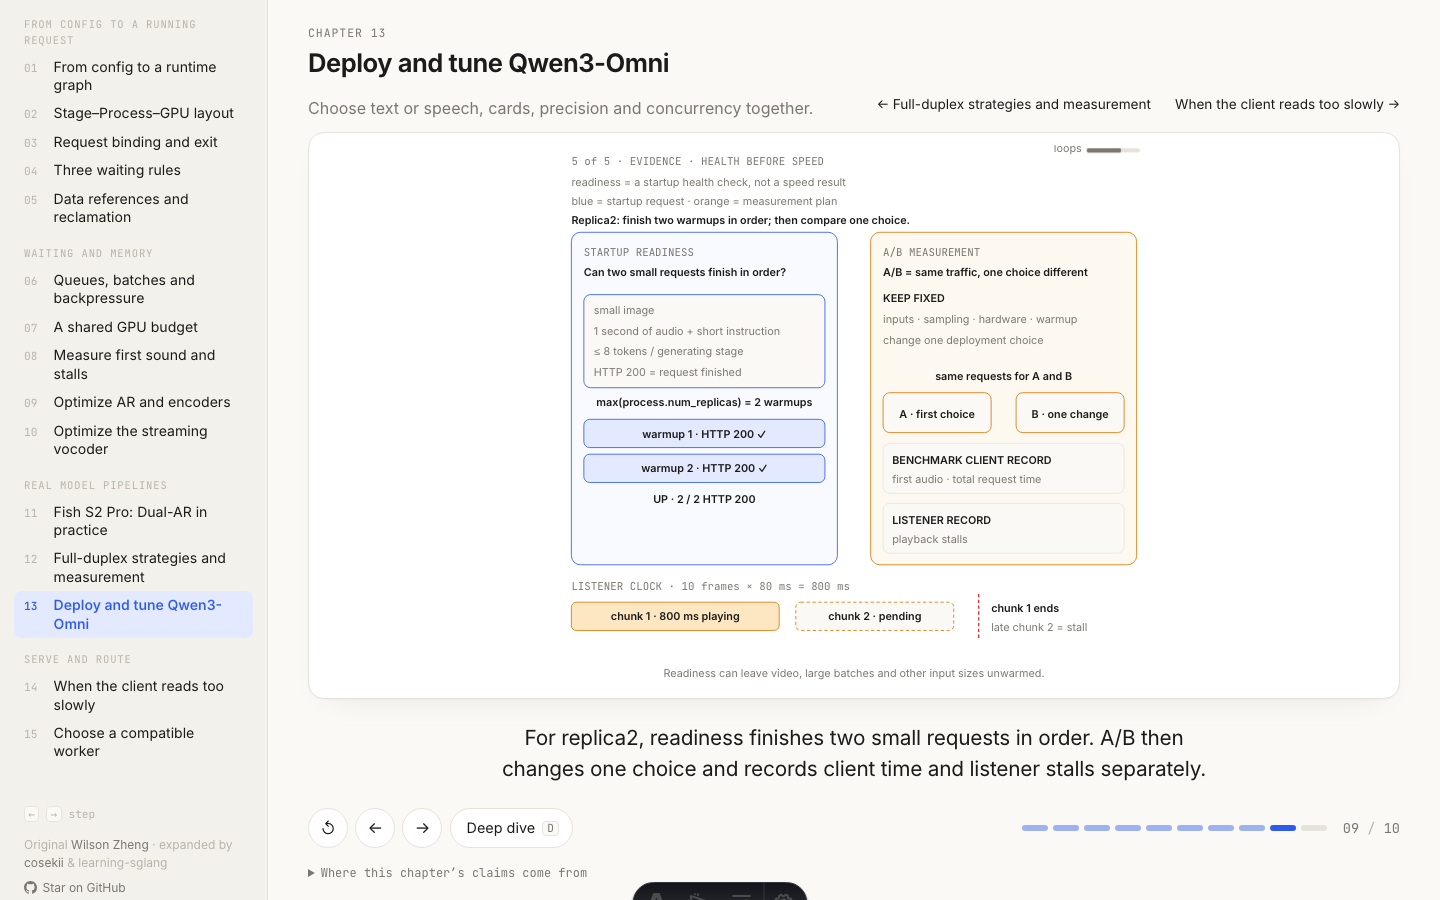 FROM CONFIG TO A RUNNING
REQUEST
01 From config to a runtime
graph
02 Stage–Process–GPU layout
03 Request binding and exit
04 Three waiting rules
05 Data references and
reclamation
WAITING AND MEMORY
06 Queues, batches and
backpressure
07 A shared GPU budget
08 Measure first sound and
stalls
09 Optimize AR and encoders
10 Optimize the streaming
vocoder
REAL MODEL PIPELINES
11 Fish S2 Pro: Dual-AR in
practice
12 Full-duplex strategies and
measurement
13 Deploy and tune Qwen3-
Omni
SERVE AND ROUTE
14 When the client reads too
slowly
15 Choose a compatible
worker
← → step
Original Wilson Zheng · expanded by
cosekii & learning-sglang
Star on GitHub
CHAPTER 13
Deploy and tune Qwen3-Omni
Choose text or speech, cards, precision and concurrency together.
← Full-duplex strategies and measurement When the client reads too slowly →
loops
5 of 5 · EVIDENCE · HEALTH BEFORE SPEED
readiness = a startup health check, not a speed result
blue = startup request · orange = measurement plan
Replica2: finish two warmups in order; then compare one choice.
STARTUP READINESS
Can two small requests finish in order?
small image
1 second of audio + short instruction
≤ 8 tokens / generating stage
HTTP 200 = request finished
max(process.num_replicas) = 2 warmups
warmup 1 · HTTP 200 ✓
warmup 2 · HTTP 200 ✓
UP · 2 / 2 HTTP 200
A/B MEASUREMENT
A/B = same traffic, one choice different
KEEP FIXED
inputs · sampling · hardware · warmup
change one deployment choice
same requests for A and B
A · first choice B · one change
BENCHMARK CLIENT RECORD
first audio · total request time
LISTENER RECORD
playback stalls
LISTENER CLOCK · 10 frames × 80 ms = 800 ms
chunk 1 · 800 ms playing chunk 2 · pending
chunk 1 ends
late chunk 2 = stall
Readiness can leave video, large batches and other input sizes unwarmed.
For replica2, readiness finishes two small requests in order. A/B then
changes one choice and records client time and listener stalls separately.
← → Deep dive D 09 / 10
▶ Where this chapter's claims come from